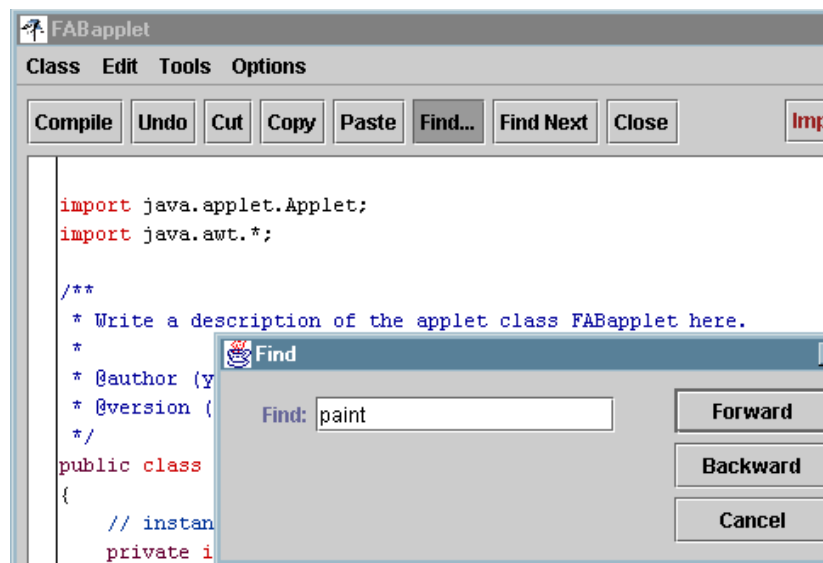 FABapplet
Class Edit Tools Options
Compile Undo Cut Copy Paste Find... Find Next Close Imp
import java.applet.Applet;
import java.awt.*;
/**
* Write a description of the applet class FABapplet here.
*
* @author (y
* @version (
*/
public class
{
// instan
private i
Find
Find: paint
Forward
Backward
Cancel